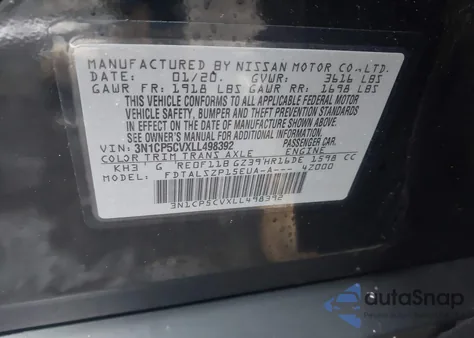 MANUFACTURED BY NISSAN MOTOR CO.,LTD.
DATE: 01/20 GVWR: 3616 LBS
GAWR FR: 1918 LBS GAWR RR: 1698 LBS
THIS VEHICLE CONFORMS TO ALL APPLICABLE FEDERAL MOTOR
VEHICLE SAFETY, BUMPER AND THEFT PREVENTION STANDARDS
IN EFFECT ON THE DATE OF MANUFACTURE SHOWN ABOVE.
SEE OWNER'S MANUAL FOR ADDITIONAL INFORMATION.
VIN: 3N1CP5CVXLL498392
COLOR TRIM TRANS AXLE ENGINE
KH3 G RE0F11B GZ39 HR16DE 1598 CC
MODEL: FDTALSZP15EUA-A--- 42000
3N1CP5CVXLL498392
autoSnap